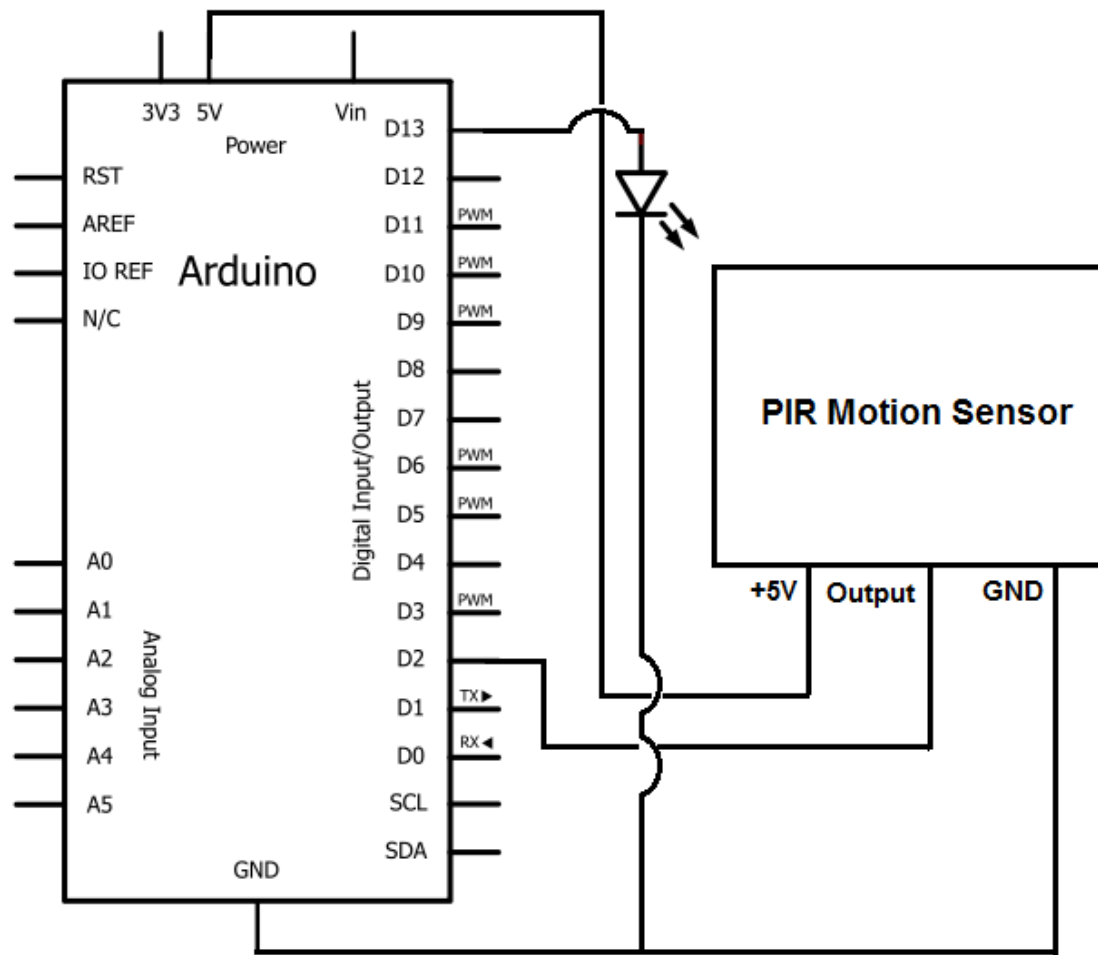 3V3 5V Vin
Power
D13
RST D12
AREF D11 PWM
IO REF Arduino D10 PWM
N/C D9 PWM
D8
D7
D6 PWM
D5 PWM
A0 D4
A1 D3 PWM
A2 D2
A3 D1 TX▶
A4 D0 RX◀
A5 SCL
SDA
GND
Digital Input/Output
Analog Input
PIR Motion Sensor
+5V Output GND